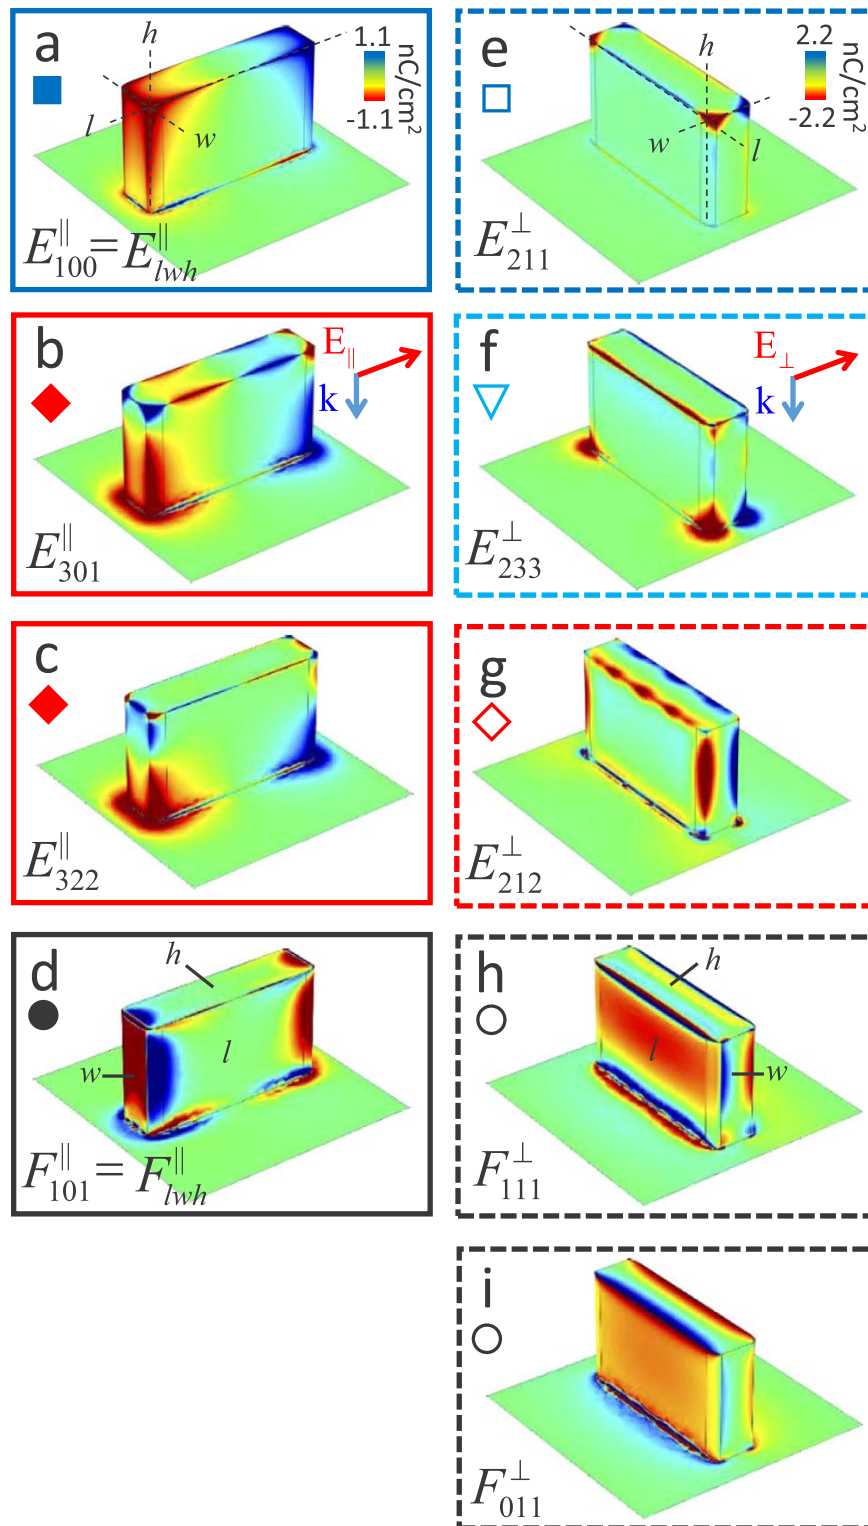 a
h
l
w
1.1
-1.1
nC/cm²
E∥100 = E∥lwh
e
h
w
l
2.2
-2.2
nC/cm²
E⊥211
b
E∥
k
E∥301
f
E⊥
k
E⊥233
c
E∥322
g
E⊥212
d
h
w
l
F∥101 = F∥lwh
h
h
l
w
F⊥111
i
F⊥011